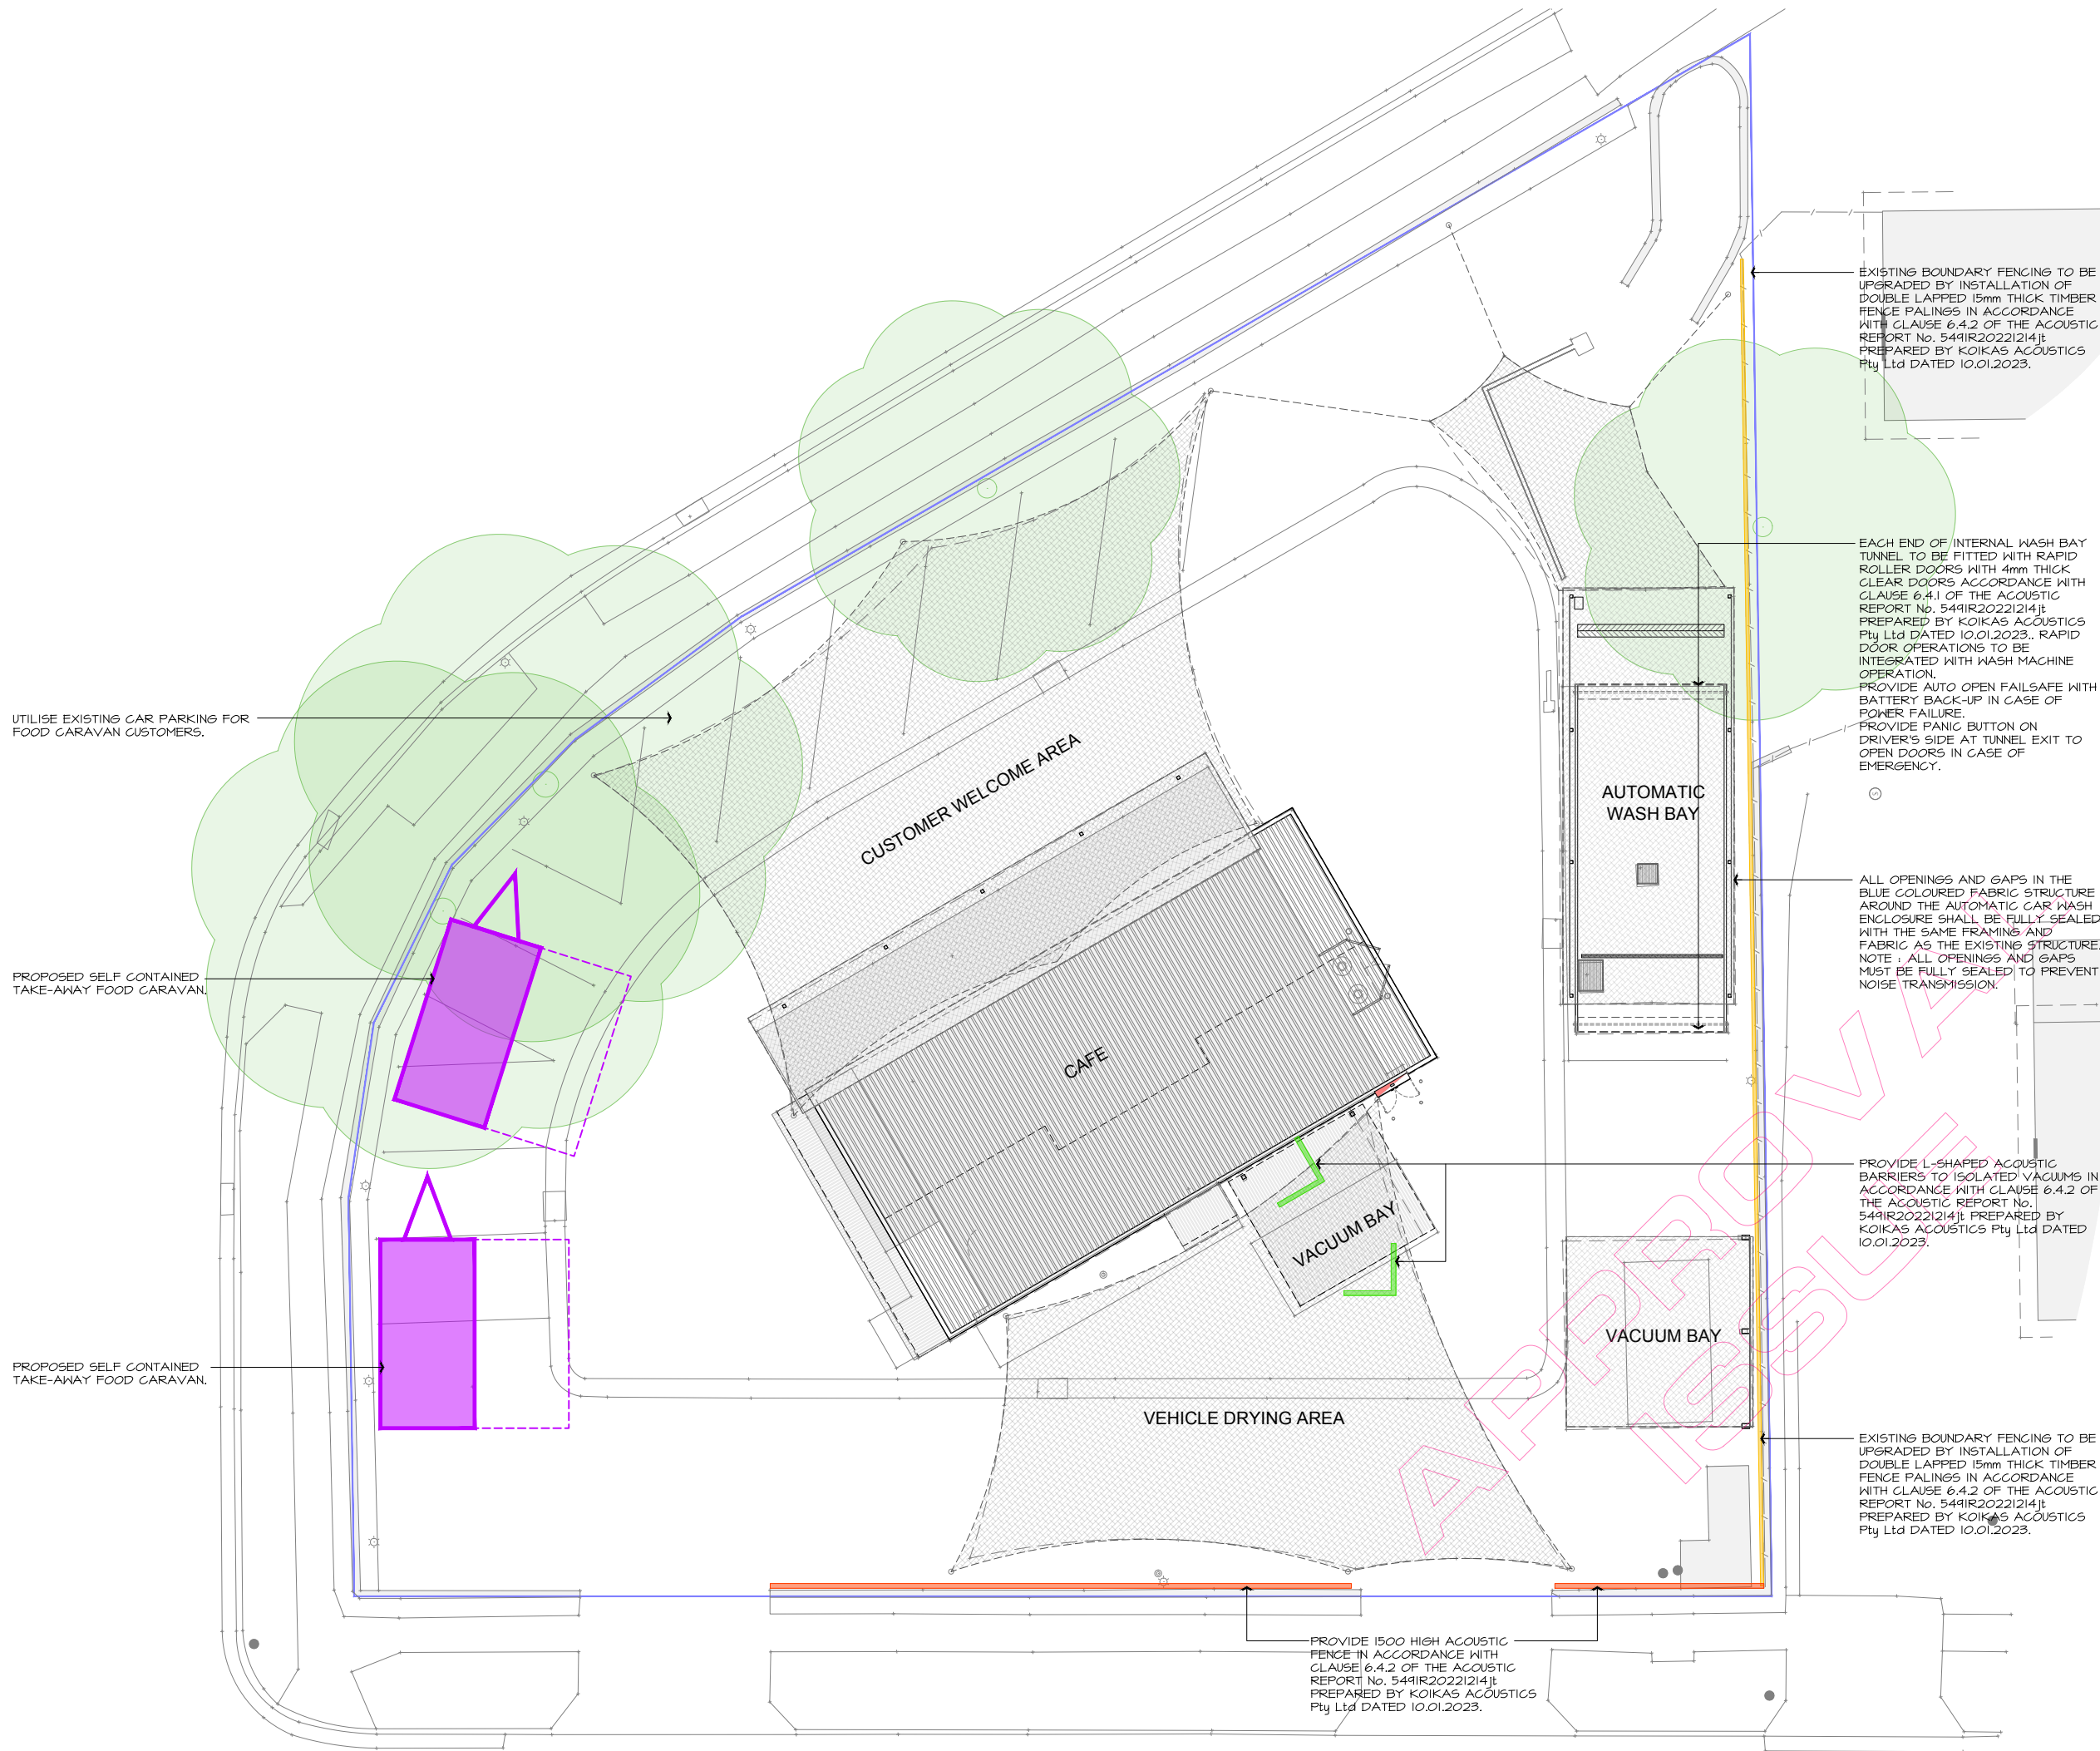 EXISTING BOUNDARY FENCING TO BE
UPGRADED BY INSTALLATION OF
DOUBLE LAPPED 15mm THICK TIMBER
FENCE PALINGS IN ACCORDANCE
WITH CLAUSE 6.4.2 OF THE ACOUSTIC
REPORT No. 5491R20221214jt
PREPARED BY KOIKAS ACOUSTICS
Pty Ltd DATED 10.01.2023.
EACH END OF INTERNAL WASH BAY
TUNNEL TO BE FITTED WITH RAPID
ROLLER DOORS WITH 4mm THICK
CLEAR DOORS ACCORDANCE WITH
CLAUSE 6.4.1 OF THE ACOUSTIC
REPORT No. 5491R20221214jt
PREPARED BY KOIKAS ACOUSTICS
Pty Ltd DATED 10.01.2023.. RAPID
DOOR OPERATIONS TO BE
INTEGRATED WITH WASH MACHINE
OPERATION.
PROVIDE AUTO OPEN FAILSAFE WITH
BATTERY BACK-UP IN CASE OF
POWER FAILURE.
PROVIDE PANIC BUTTON ON
DRIVER'S SIDE AT TUNNEL EXIT TO
OPEN DOORS IN CASE OF
EMERGENCY.
UTILISE EXISTING CAR PARKING FOR
FOOD CARAVAN CUSTOMERS.
CUSTOMER WELCOME AREA
AUTOMATIC
WASH BAY
ALL OPENINGS AND GAPS IN THE
BLUE COLOURED FABRIC STRUCTURE
AROUND THE AUTOMATIC CAR WASH
ENCLOSURE SHALL BE FULLY SEALED
WITH THE SAME FRAMING AND
FABRIC AS THE EXISTING STRUCTURE.
NOTE : ALL OPENINGS AND GAPS
MUST BE FULLY SEALED TO PREVENT
NOISE TRANSMISSION.
PROPOSED SELF CONTAINED
TAKE-AWAY FOOD CARAVAN.
CAFE
PROVIDE L-SHAPED ACOUSTIC
BARRIERS TO ISOLATED VACUUMS IN
ACCORDANCE WITH CLAUSE 6.4.2 OF
THE ACOUSTIC REPORT No.
5491R20221214jt PREPARED BY
KOIKAS ACOUSTICS Pty Ltd DATED
10.01.2023.
VACUUM BAY
VACUUM BAY
PROPOSED SELF CONTAINED
TAKE-AWAY FOOD CARAVAN.
VEHICLE DRYING AREA
APPROVAL
ISSUE
EXISTING BOUNDARY FENCING TO BE
UPGRADED BY INSTALLATION OF
DOUBLE LAPPED 15mm THICK TIMBER
FENCE PALINGS IN ACCORDANCE
WITH CLAUSE 6.4.2 OF THE ACOUSTIC
REPORT No. 5491R20221214jt
PREPARED BY KOIKAS ACOUSTICS
Pty Ltd DATED 10.01.2023.
PROVIDE 1500 HIGH ACOUSTIC
FENCE IN ACCORDANCE WITH
CLAUSE 6.4.2 OF THE ACOUSTIC
REPORT No. 5491R20221214jt
PREPARED BY KOIKAS ACOUSTICS
Pty Ltd DATED 10.01.2023.